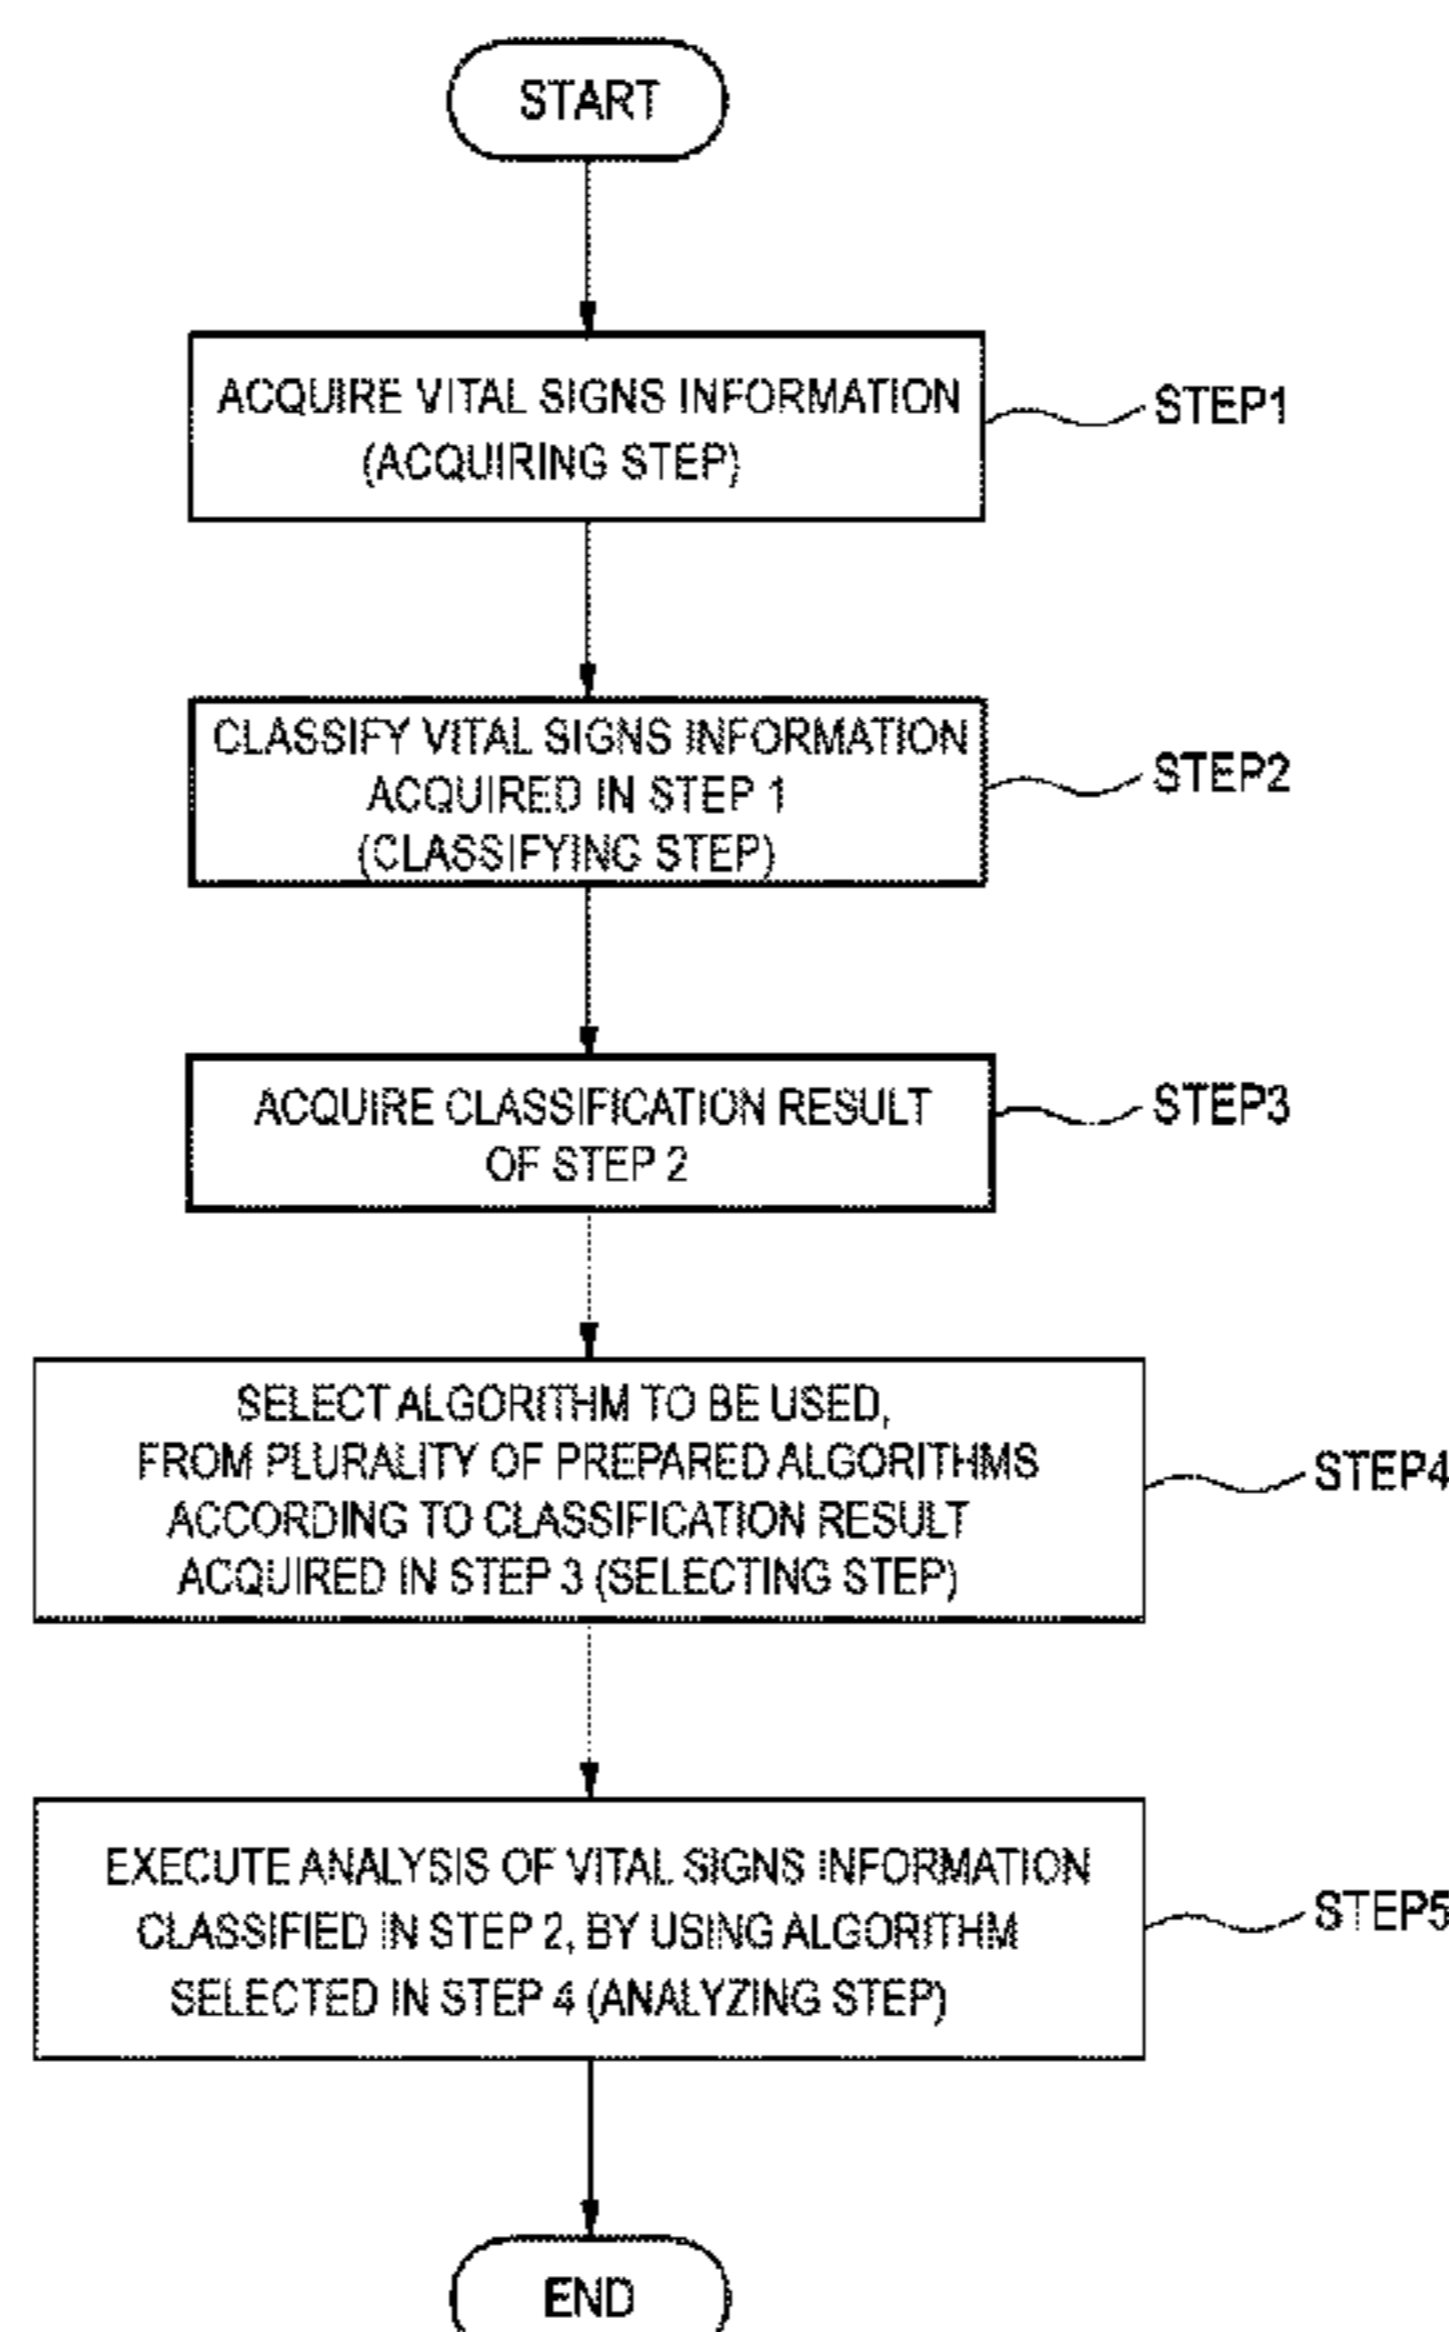 START
ACQUIRE VITAL SIGNS INFORMATION
(ACQUIRING STEP)
STEP1
CLASSIFY VITAL SIGNS INFORMATION
ACQUIRED IN STEP 1
(CLASSIFYING STEP)
STEP2
ACQUIRE CLASSIFICATION RESULT
OF STEP 2
STEP3
SELECT ALGORITHM TO BE USED,
FROM PLURALITY OF PREPARED ALGORITHMS
ACCORDING TO CLASSIFICATION RESULT
ACQUIRED IN STEP 3 (SELECTING STEP)
STEP4
EXECUTE ANALYSIS OF VITAL SIGNS INFORMATION
CLASSIFIED IN STEP 2, BY USING ALGORITHM
SELECTED IN STEP 4 (ANALYZING STEP)
STEP5
END